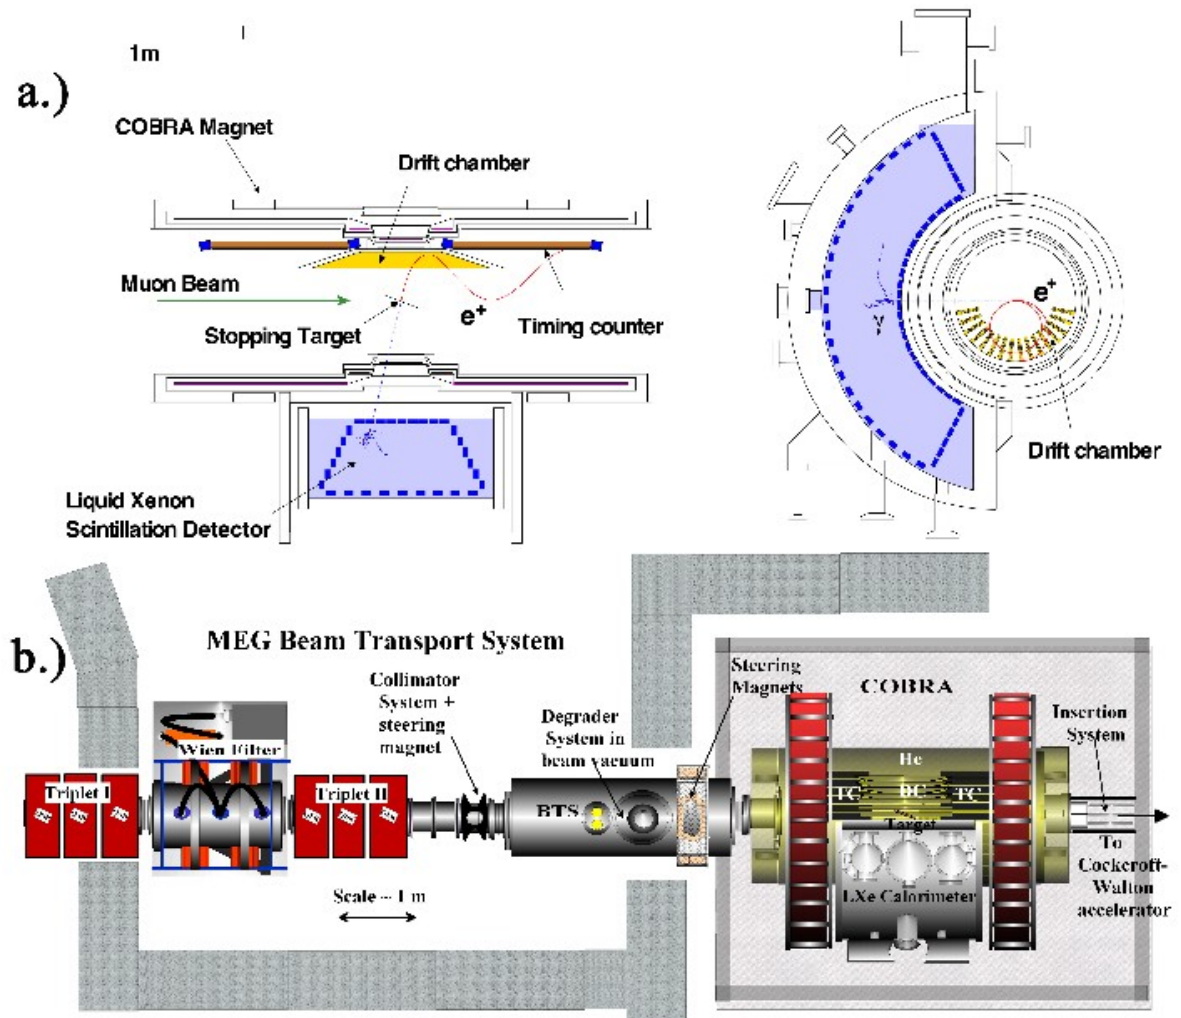 a.)
1m
COBRA Magnet
Drift chamber
Muon Beam
Stopping Target
e+
Timing counter
Liquid Xenon
Scintillation Detector
γ
e+
Drift chamber
b.)
MEG Beam Transport System
Collimator
System +
steering
magnet
Degrader
System in
beam vacuum
Steering
Magnets
COBRA
Insertion
System
Wien Filter
Triplet I
Triplet II
BTS
He
TC
DC
TC
Target
LXe Calorimeter
To
Cockcroft-
Walton
accelerator
Scale ~ 1 m